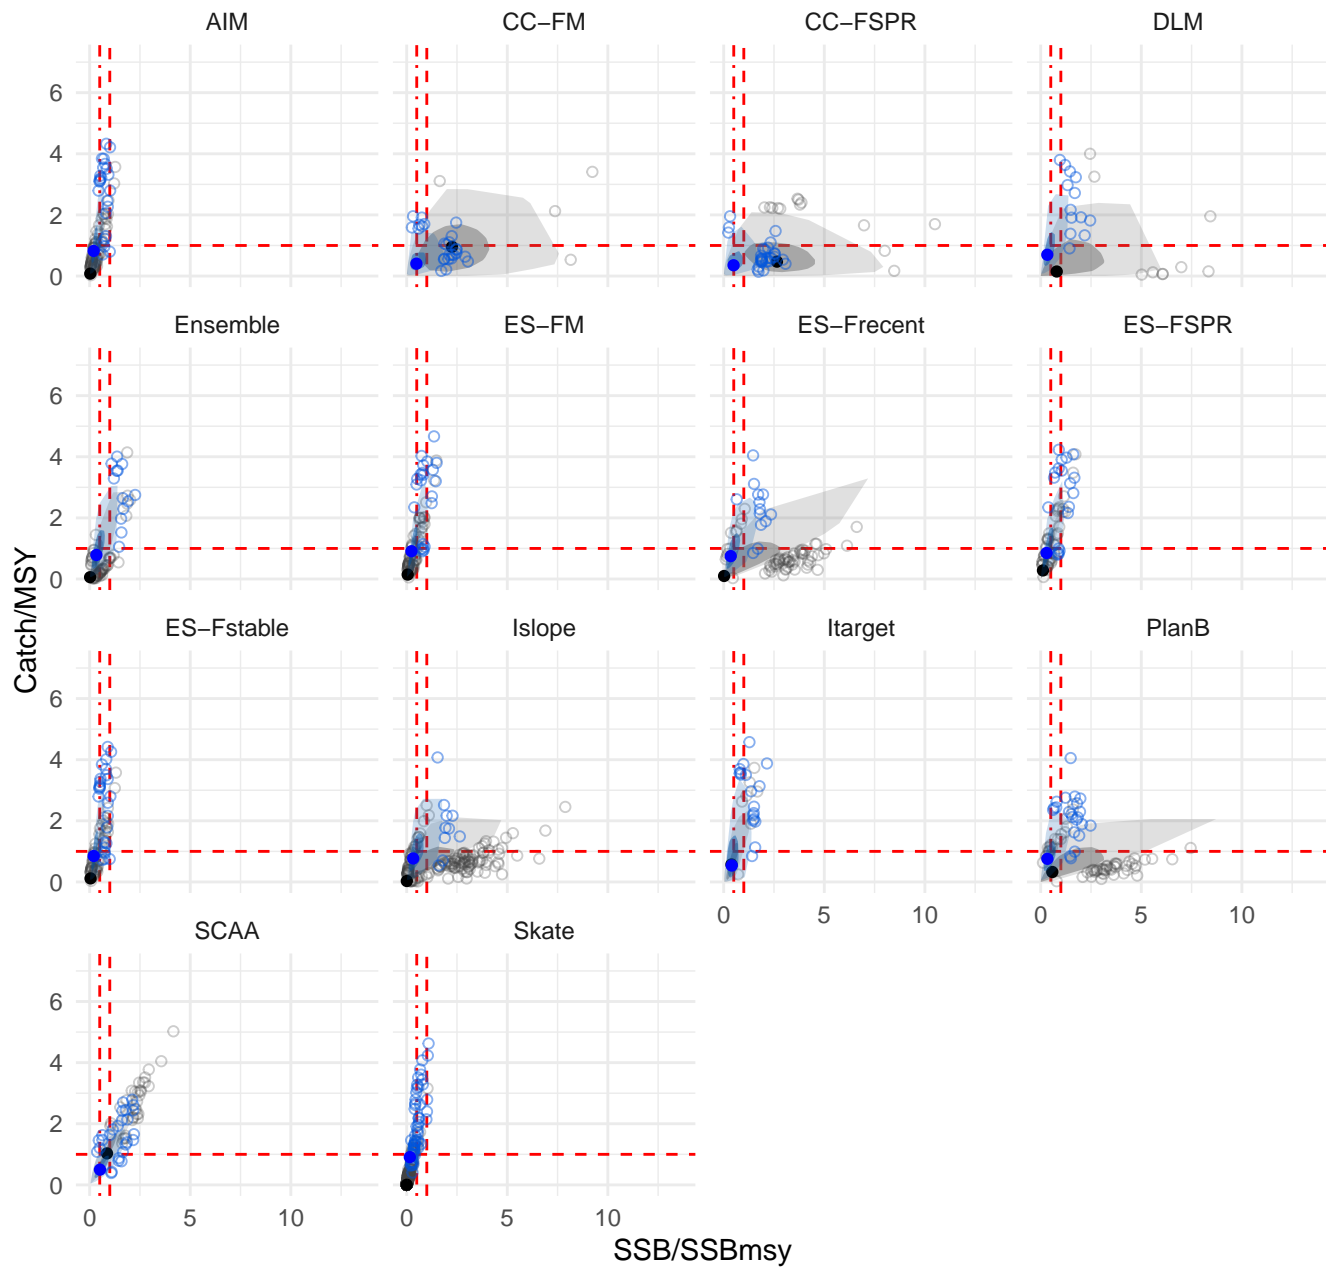 AIM CC−FM CC−FSPR DLM
6
4
2
0
Ensemble ES−FM ES−Frecent ES−FSPR
6
4
2
0
Catch/MSY
ES−Fstable Islope Itarget PlanB
6
4
2
0
0 5 10 0 5 10
SCAA Skate
6
4
2
0
0 5 10 0 5 10
SSB/SSBmsy